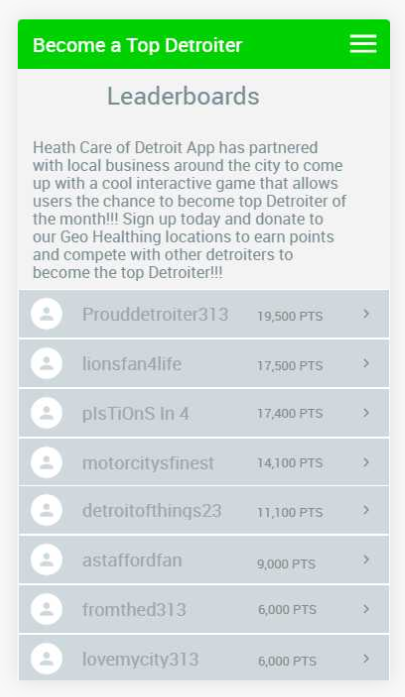 Become a Top Detroiter
Leaderboards
Heath Care of Detroit App has partnered
with local business around the city to come
up with a cool interactive game that allows
users the chance to become top Detroiter of
the month!!! Sign up today and donate to
our Geo Healthing locations to earn points
and compete with other detroiters to
become the top Detroiter!!!
Prouddetroiter313 19,500 PTS
lionsfan4life 17,500 PTS
pIsTiOnS In 4 17,400 PTS
motorcitysfinest 14,100 PTS
detroitofthings23 11,100 PTS
astaffordfan 9,000 PTS
fromthed313 6,000 PTS
lovemycity313 6,000 PTS